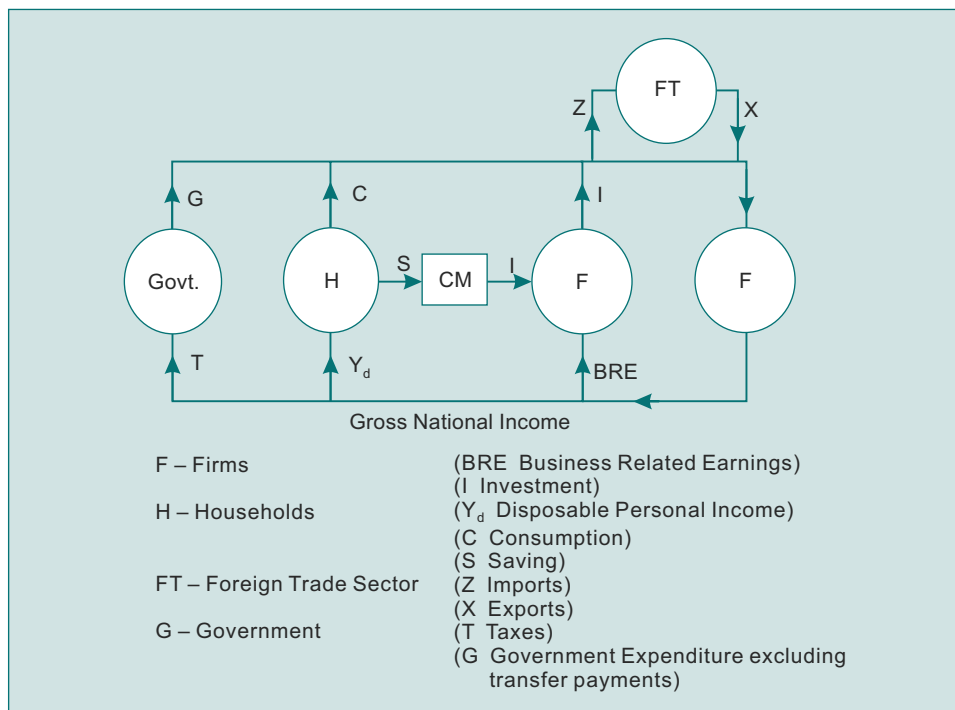 FT
Z
X
G
C
I
Govt.
H
S
CM
I
F
F
T
Yd
BRE
Gross National Income
F – Firms
(BRE Business Related Earnings)
(I Investment)
H – Households
(Yd Disposable Personal Income)
(C Consumption)
(S Saving)
FT – Foreign Trade Sector
(Z Imports)
(X Exports)
G – Government
(T Taxes)
(G Government Expenditure excluding
transfer payments)